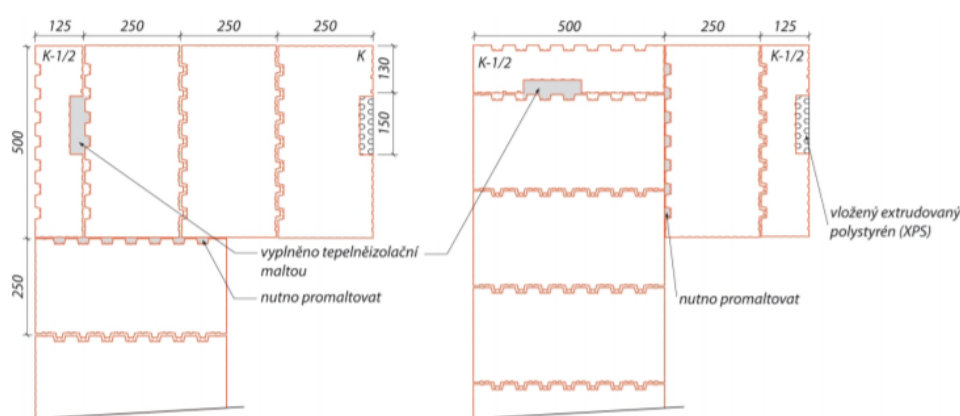 125 250 250 250
500 250 125
K-1/2 K
K-1/2 K-1/2
130
150
500
250
vyplněno tepelněizolační
maltou
nutno promaltovat
nutno promaltovat
vložený extrudovaný
polystyrén (XPS)